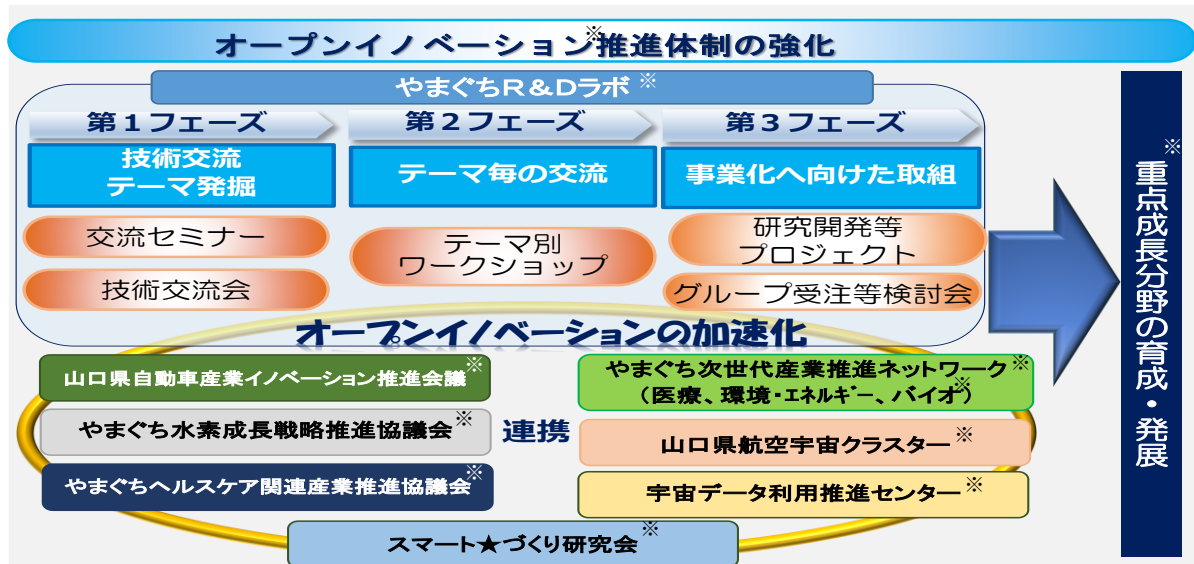 オープンイノベーション※推進体制の強化
やまぐちR&Dラボ※
第1フェーズ
第2フェーズ
第3フェーズ
技術交流
テーマ発掘
テーマ毎の交流
事業化へ向けた取組
交流セミナー
技術交流会
テーマ別
ワークショップ
研究開発等
プロジェクト
グループ受注等検討会
オープンイノベーションの加速化
山口県自動車産業イノベーション推進会議※
やまぐち水素成長戦略推進協議会※
やまぐちヘルスケア関連産業推進協議会※
連携
やまぐち次世代産業推進ネットワーク※
(医療、環境・エネルギー、バイオ※)
山口県航空宇宙クラスター※
宇宙データ利用推進センター※
スマート★づくり研究会※
重点成長分野の育成・発展※